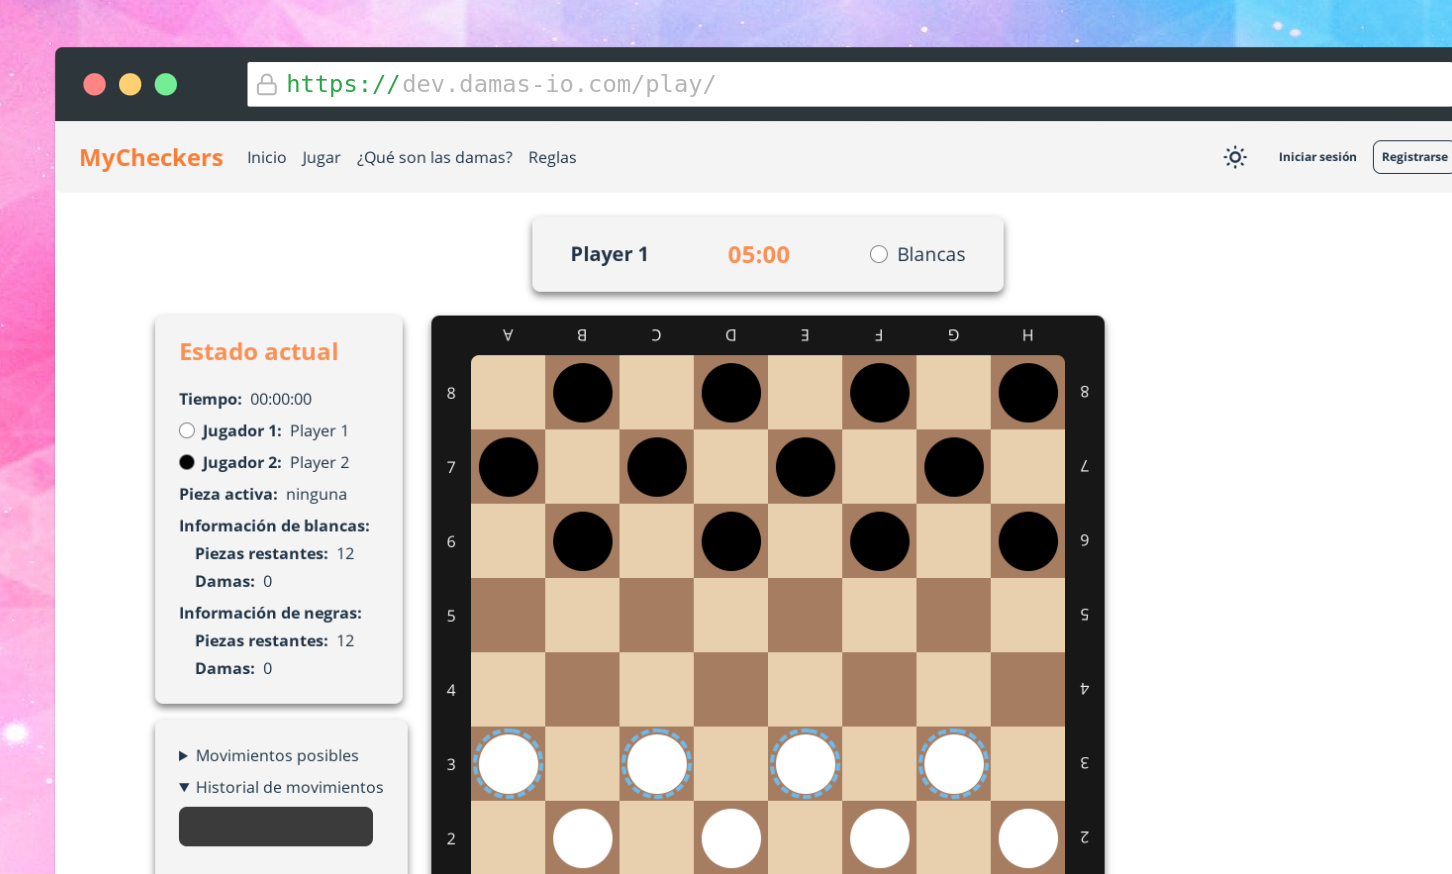 https://dev.damas-io.com/play/
MyCheckers Inicio Jugar ¿Qué son las damas? Reglas Iniciar sesión Registrarse
Player 1 05:00 Blancas
Estado actual
Tiempo: 00:00:00
Jugador 1: Player 1
Jugador 2: Player 2
Pieza activa: ninguna
Información de blancas:
Piezas restantes: 12
Damas: 0
Información de negras:
Piezas restantes: 12
Damas: 0
Movimientos posibles
Historial de movimientos
A B C D E F G H
8 8
7 7
6 6
5 5
4 4
3 3
2 2